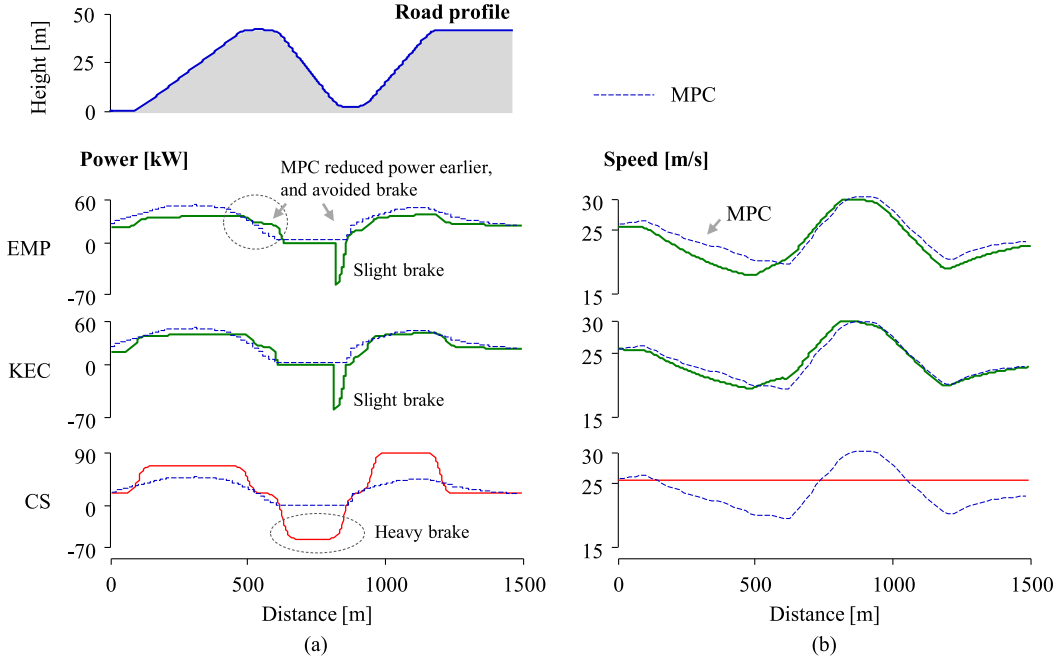 Road profile
Height [m]
50
25
0
MPC
Power [kW]
Speed [m/s]
MPC reduced power earlier,
and avoided brake
EMP
60
0
-70
Slight brake
MPC
30
25
15
KEC
60
0
-70
Slight brake
30
25
15
CS
90
0
-70
Heavy brake
30
25
15
0 500 1000 1500
Distance [m]
(a)
0 500 1000 1500
Distance [m]
(b)